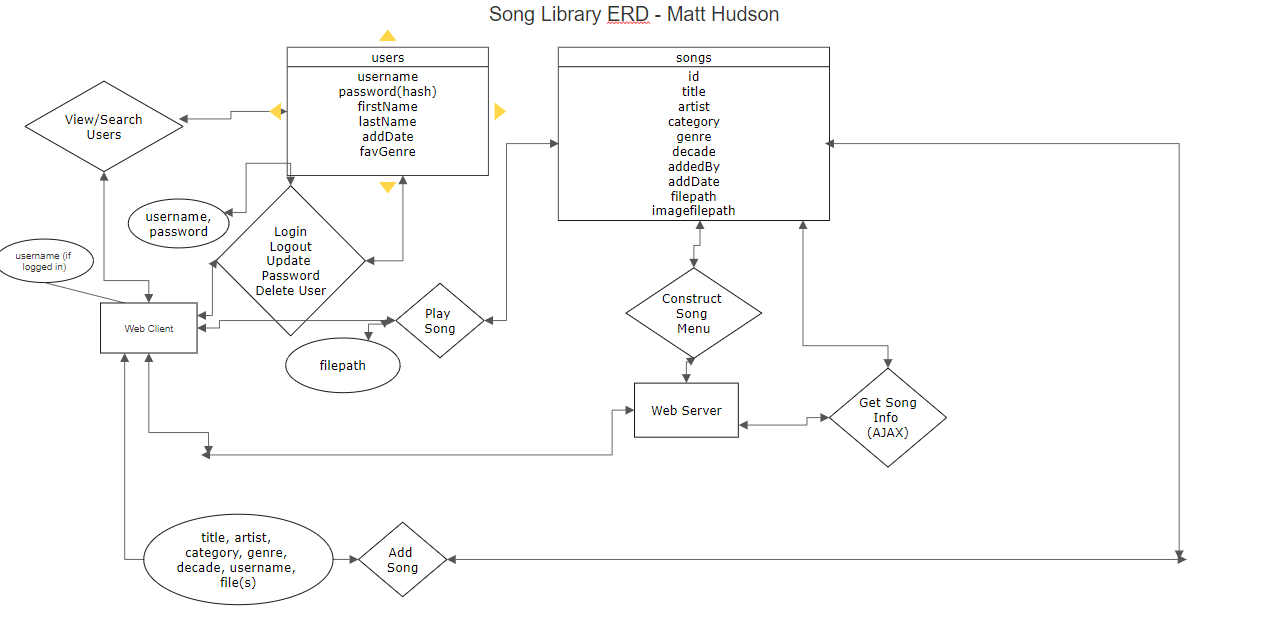 Song Library ERD - Matt Hudson
users
username
password(hash)
firstName
lastName
addDate
favGenre
songs
id
title
artist
category
genre
decade
addedBy
addDate
filepath
imagefilepath
View/Search
Users
username,
password
Login
Logout
Update
Password
Delete User
username (if
logged in)
Web Client
Play
Song
filepath
Construct
Song
Menu
Web Server
Get Song
Info
(AJAX)
title, artist,
category, genre,
decade, username,
file(s)
Add
Song